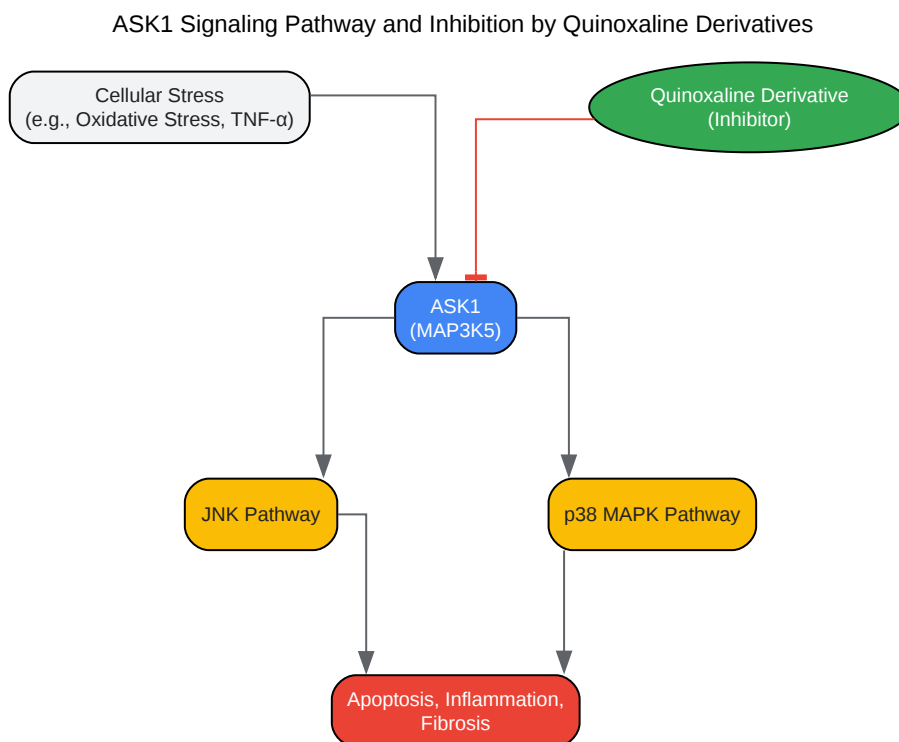 ASK1 Signaling Pathway and Inhibition by Quinoxaline Derivatives
Cellular Stress
(e.g., Oxidative Stress, TNF-α)
Quinoxaline Derivative
(Inhibitor)
ASK1
(MAP3K5)
JNK Pathway
p38 MAPK Pathway
Apoptosis, Inflammation,
Fibrosis